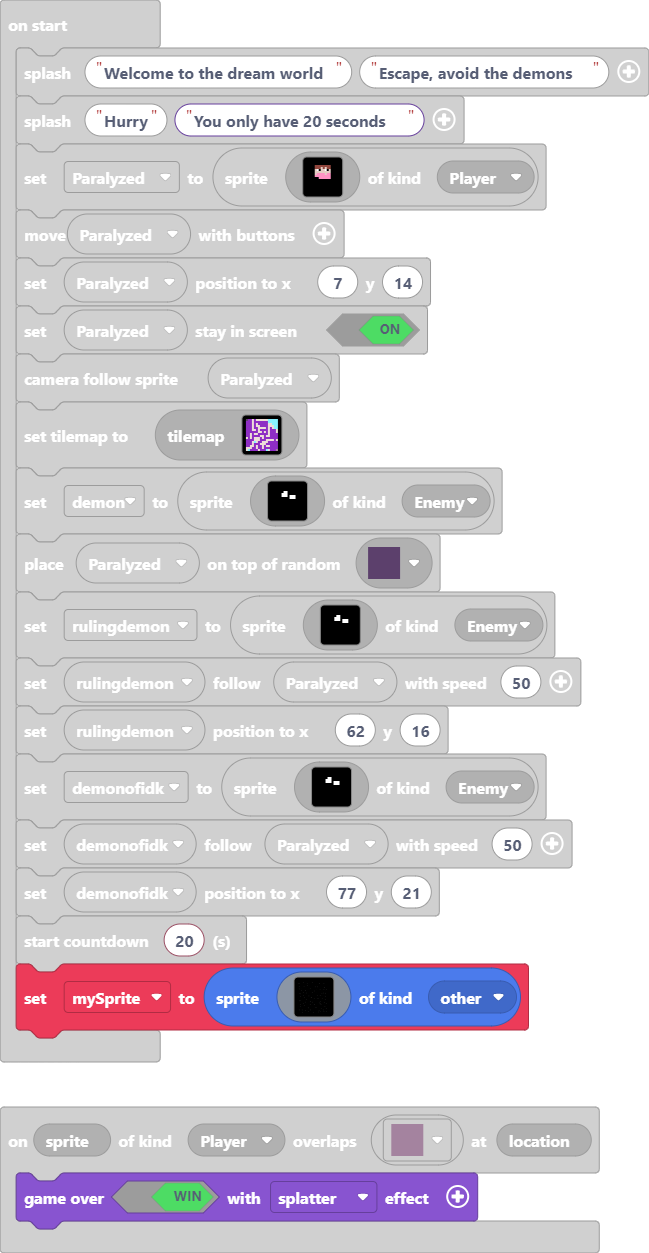 on start
splash "Welcome to the dream world " "Escape, avoid the demons "
splash "Hurry" "You only have 20 seconds "
set Paralyzed to sprite of kind Player
move Paralyzed with buttons
set Paralyzed position to x 7 y 14
set Paralyzed stay in screen ON
camera follow sprite Paralyzed
set tilemap to tilemap
set demon to sprite of kind Enemy
place Paralyzed on top of random
set rulingdemon to sprite of kind Enemy
set rulingdemon follow Paralyzed with speed 50
set rulingdemon position to x 62 y 16
set demonofidk to sprite of kind Enemy
set demonofidk follow Paralyzed with speed 50
set demonofidk position to x 77 y 21
start countdown 20 (s)
set mySprite to sprite of kind other
on sprite of kind Player overlaps at location
game over WIN with splatter effect